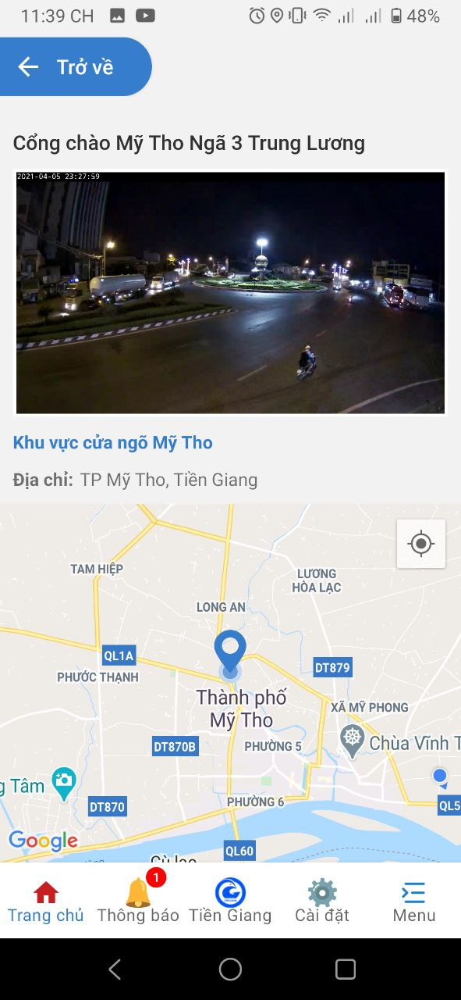 11:39 CH
48%
Trở về
Cổng chào Mỹ Tho Ngã 3 Trung Lương
2021-04-05 23:27:59
Khu vực cửa ngõ Mỹ Tho
Địa chỉ: TP Mỹ Tho, Tiền Giang
TAM HIỆP
LƯƠNG
HÒA LẠC
LONG AN
QL1A
DT879
PHƯỚC THẠNH
Thành phố
Mỹ Tho
XÃ MỸ PHONG
DT870B
PHƯỜNG 5
Chùa Vĩnh T
g Tâm
DT870
PHƯỜNG 6
QL5
Google
QL60
Cù lao
1
Trang chủ
Thông báo
Tiền Giang
Cài đặt
Menu